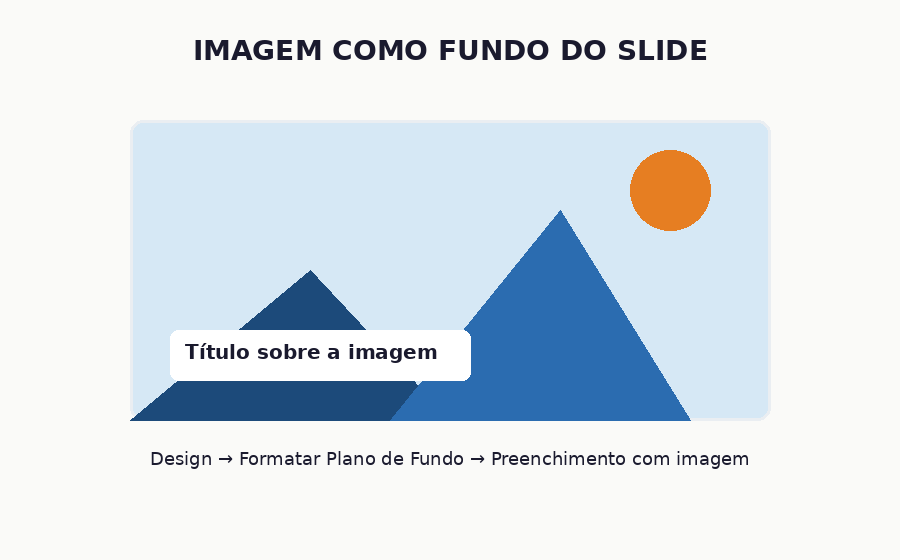 IMAGEM COMO FUNDO DO SLIDE
Título sobre a imagem
Design → Formatar Plano de Fundo → Preenchimento com imagem